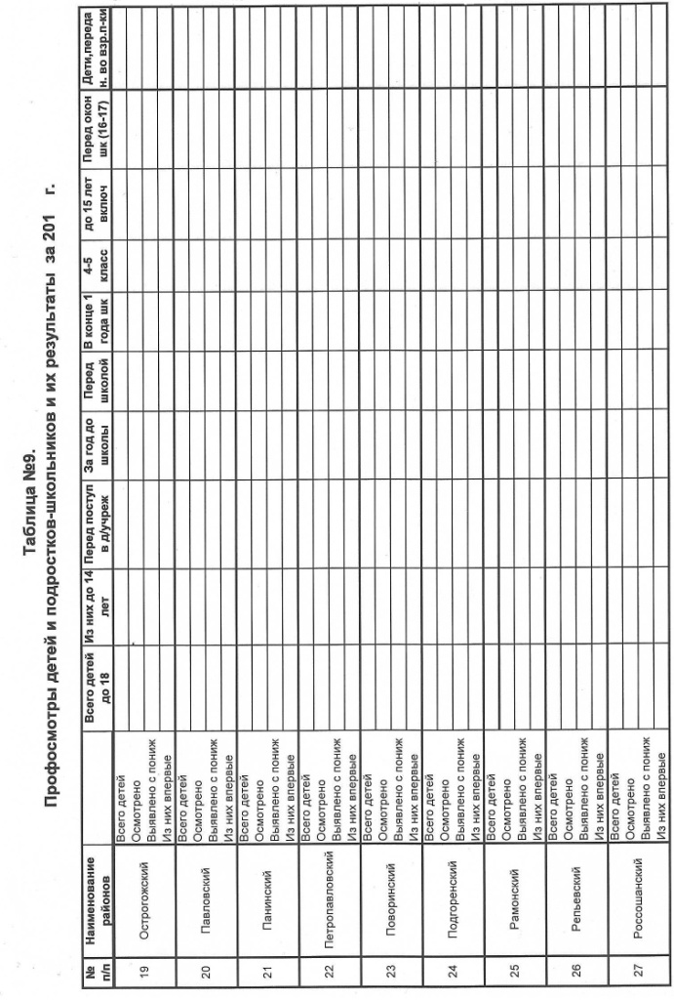 Таблица №9.
Профосмотры детей и подростков-школьников и их результаты за 201 г.
№ п/п
Наименование районов
Всего детей до 18
Из них до 14 лет
Перед поступ в д/учреж
За год до школы
Перед школой
В конце 1 года шк
4-5 класс
до 15 лет включ
Перед окон шк (16-17)
Дети,переда н. во взр.п-ки
19
Острогожский
Всего детей
Осмотрено
Выявлено с пониж
Из них впервые
20
Павловский
Всего детей
Осмотрено
Выявлено с пониж
Из них впервые
21
Панинский
Всего детей
Осмотрено
Выявлено с пониж
Из них впервые
22
Петропавловский
Всего детей
Осмотрено
Выявлено с пониж
Из них впервые
23
Поворинский
Всего детей
Осмотрено
Выявлено с пониж
Из них впервые
24
Подгоренский
Всего детей
Осмотрено
Выявлено с пониж
Из них впервые
25
Рамонский
Всего детей
Осмотрено
Выявлено с пониж
Из них впервые
26
Репьевский
Всего детей
Осмотрено
Выявлено с пониж
Из них впервые
27
Россошанский
Всего детей
Осмотрено
Выявлено с пониж
Из них впервые